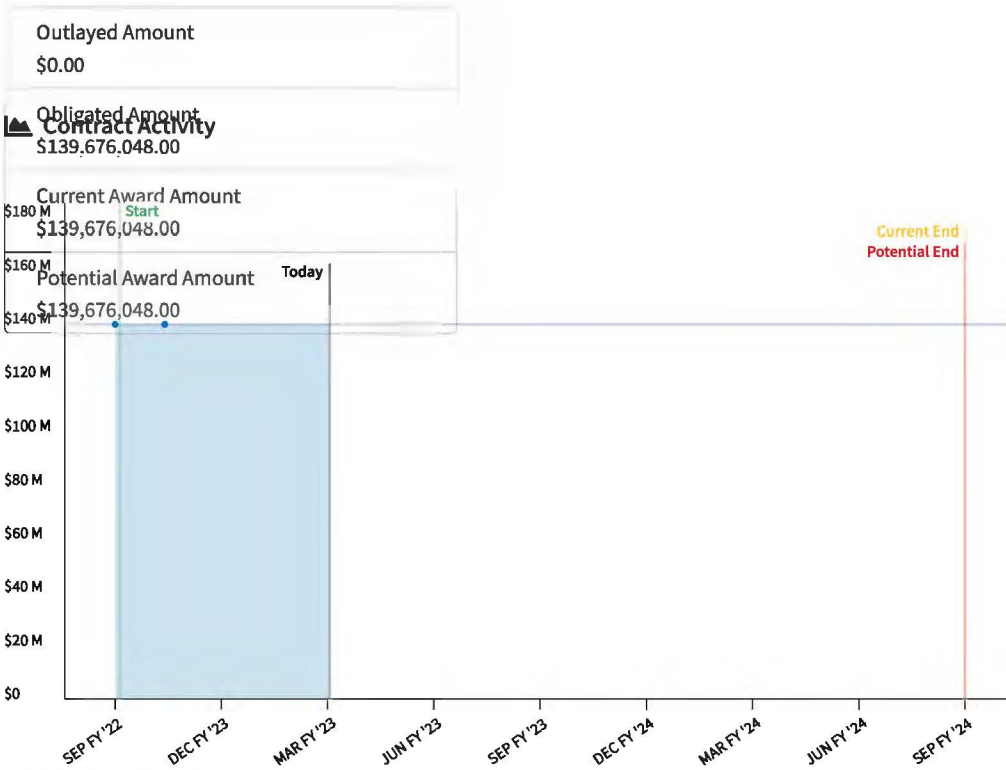 Outlayed Amount
$0.00
Obligated Amount
Contract Activity
$139,676,048.00
Current Award Amount
$180 M
Start
$139,676,048.00
Current End
Potential End
$160 M
Today
Potential Award Amount
$139,676,048.00
$140 M
$120 M
$100 M
$80 M
$60 M
$40 M
$20 M
$0
SEP FY '22
DEC FY '23
MAR FY '23
JUN FY '23
SEP FY '23
DEC FY '24
MAR FY '24
JUN FY '24
SEP FY '24